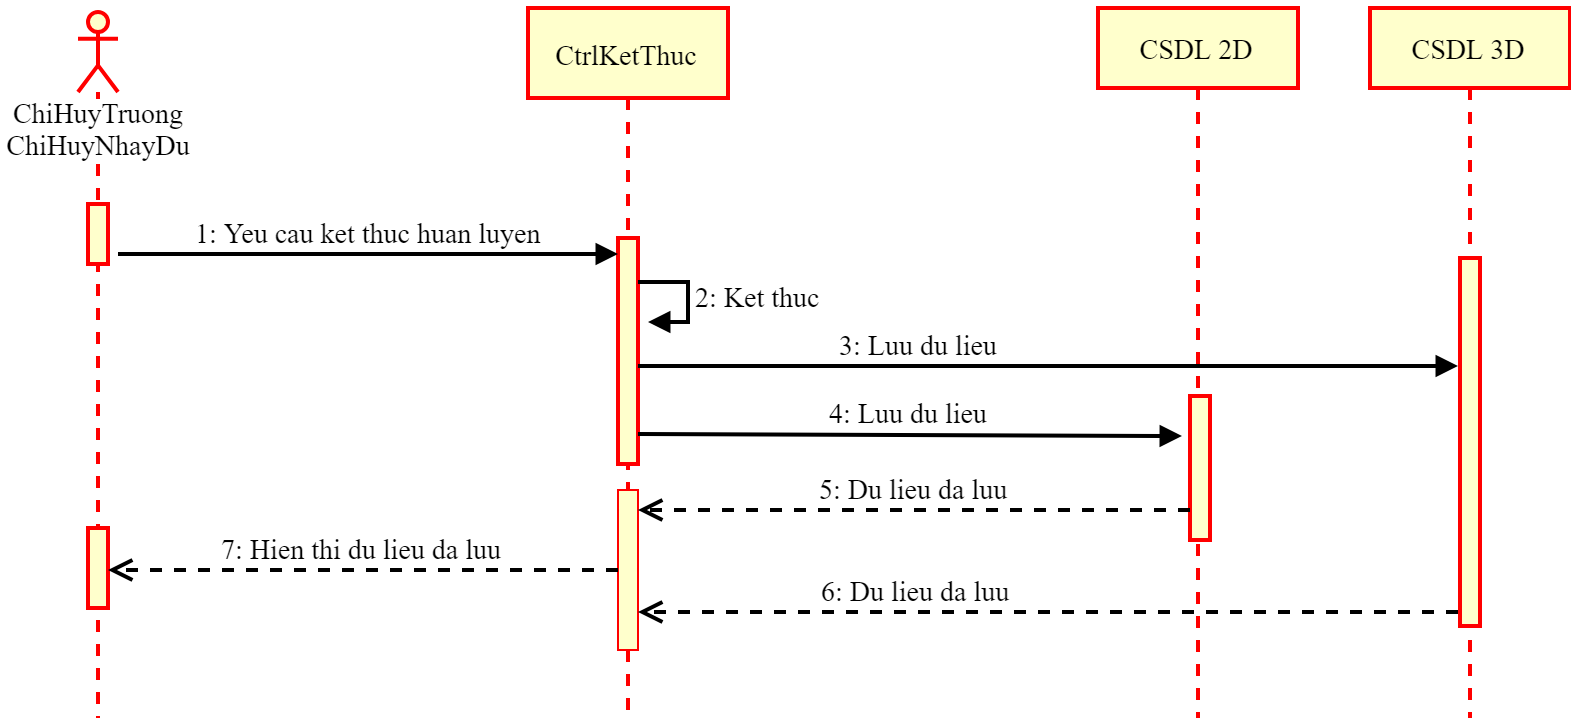 CtrlKetThuc
CSDL 2D
CSDL 3D
ChiHuyTruong
ChiHuyNhayDu
1: Yeu cau ket thuc huan luyen
2: Ket thuc
3: Luu du lieu
4: Luu du lieu
5: Du lieu da luu
7: Hien thi du lieu da luu
6: Du lieu da luu